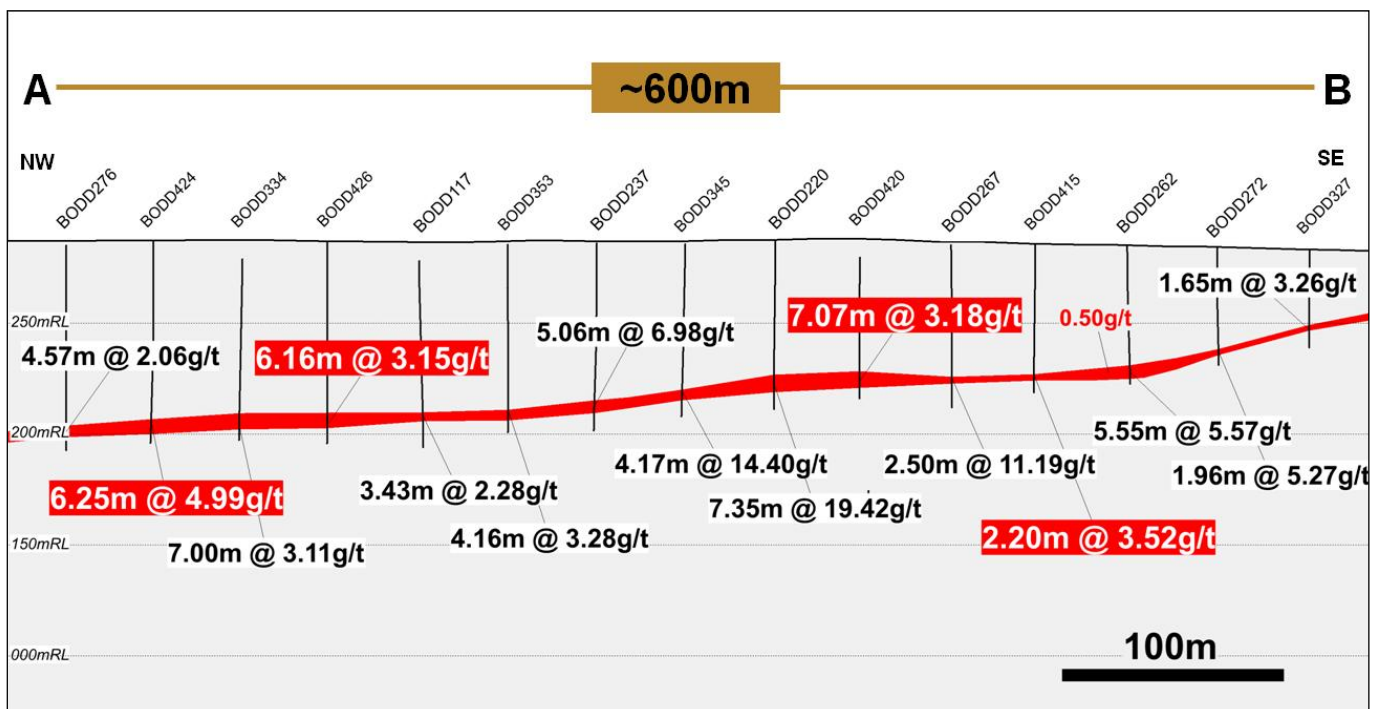 A
~600m
B
NW
SE
BODD276
BODD424
BODD334
BODD426
BODD117
BODD353
BODD237
BODD345
BODD220
BODD420
BODD267
BODD415
BODD262
BODD272
BODD327
1.65m @ 3.26g/t
250mRL
7.07m @ 3.18g/t
0.50g/t
5.06m @ 6.98g/t
4.57m @ 2.06g/t
6.16m @ 3.15g/t
200mRL
5.55m @ 5.57g/t
4.17m @ 14.40g/t
2.50m @ 11.19g/t
1.96m @ 5.27g/t
3.43m @ 2.28g/t
6.25m @ 4.99g/t
7.35m @ 19.42g/t
4.16m @ 3.28g/t
2.20m @ 3.52g/t
150mRL
7.00m @ 3.11g/t
100m
000mRL